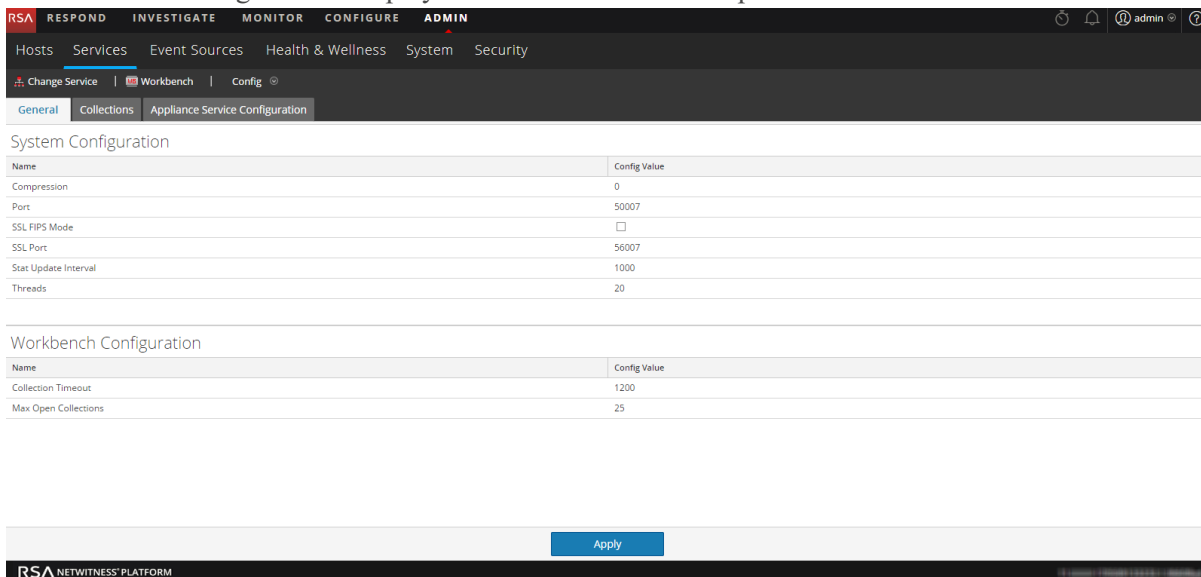 RSA RESPOND INVESTIGATE MONITOR CONFIGURE ADMIN admin
Hosts Services Event Sources Health & Wellness System Security
Change Service | Workbench | Config
General Collections Appliance Service Configuration
System Configuration
Name Config Value
Compression 0
Port 50007
SSL FIPS Mode
SSL Port 56007
Stat Update Interval 1000
Threads 20
Workbench Configuration
Name Config Value
Collection Timeout 1200
Max Open Collections 25
Apply
RSA NETWITNESS® PLATFORM